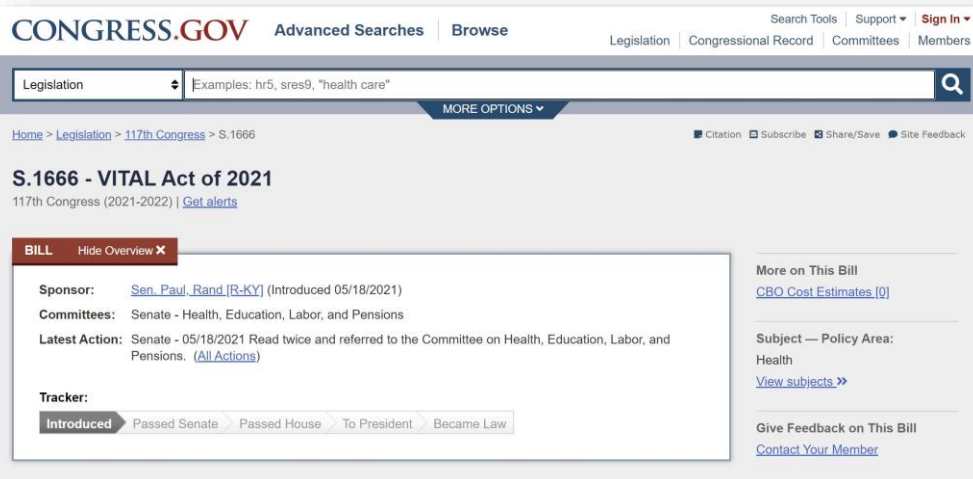 CONGRESS.GOV Advanced Searches Browse
Search Tools Support Sign In
Legislation Congressional Record Committees Members
Legislation Examples: hr5, sres9, "health care"
MORE OPTIONS
Home > Legislation > 117th Congress > S.1666
Citation Subscribe Share/Save Site Feedback
S.1666 - VITAL Act of 2021
117th Congress (2021-2022) | Get alerts
BILL Hide Overview X
Sponsor: Sen. Paul, Rand [R-KY] (Introduced 05/18/2021)
Committees: Senate - Health, Education, Labor, and Pensions
Latest Action: Senate - 05/18/2021 Read twice and referred to the Committee on Health, Education, Labor, and
Pensions. (All Actions)
Tracker:
Introduced Passed Senate Passed House To President Became Law
More on This Bill
CBO Cost Estimates [0]
Subject — Policy Area:
Health
View subjects »
Give Feedback on This Bill
Contact Your Member